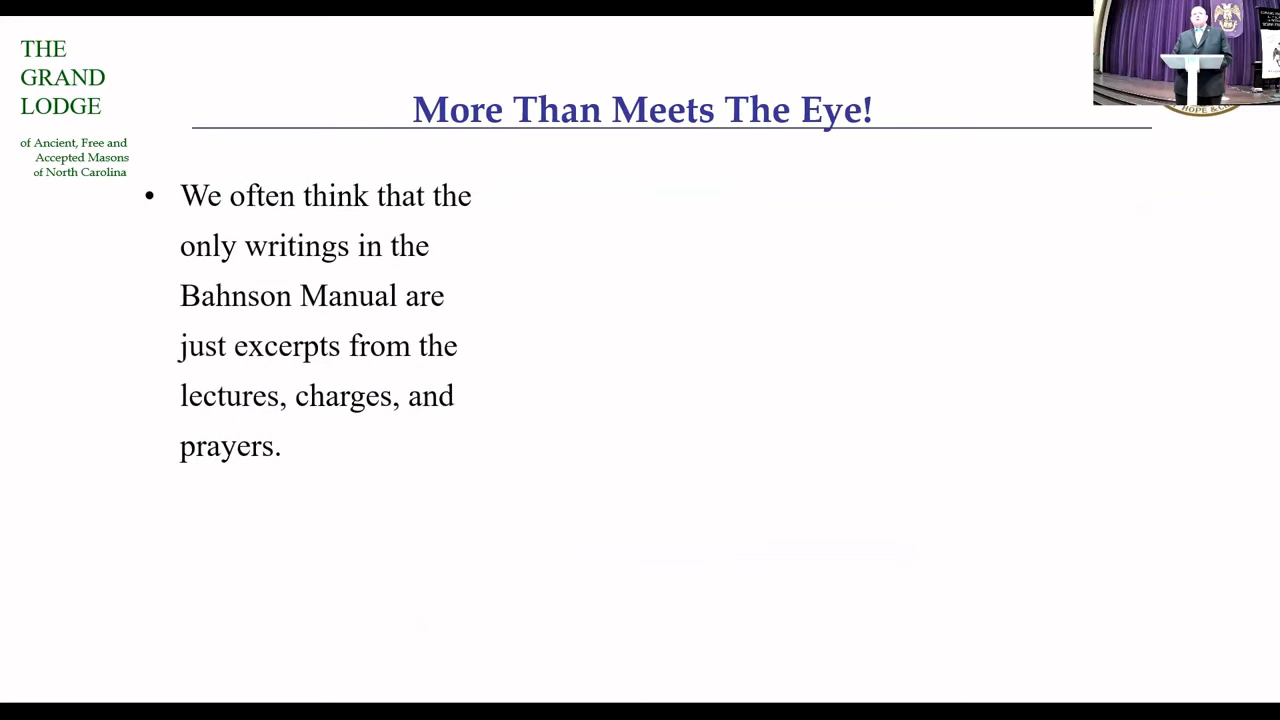 THE
GRAND
LODGE
of Ancient, Free and
Accepted Masons
of North Carolina
More Than Meets The Eye!
HOPE &
• We often think that the
only writings in the
Bahnson Manual are
just excerpts from the
lectures, charges, and
prayers.